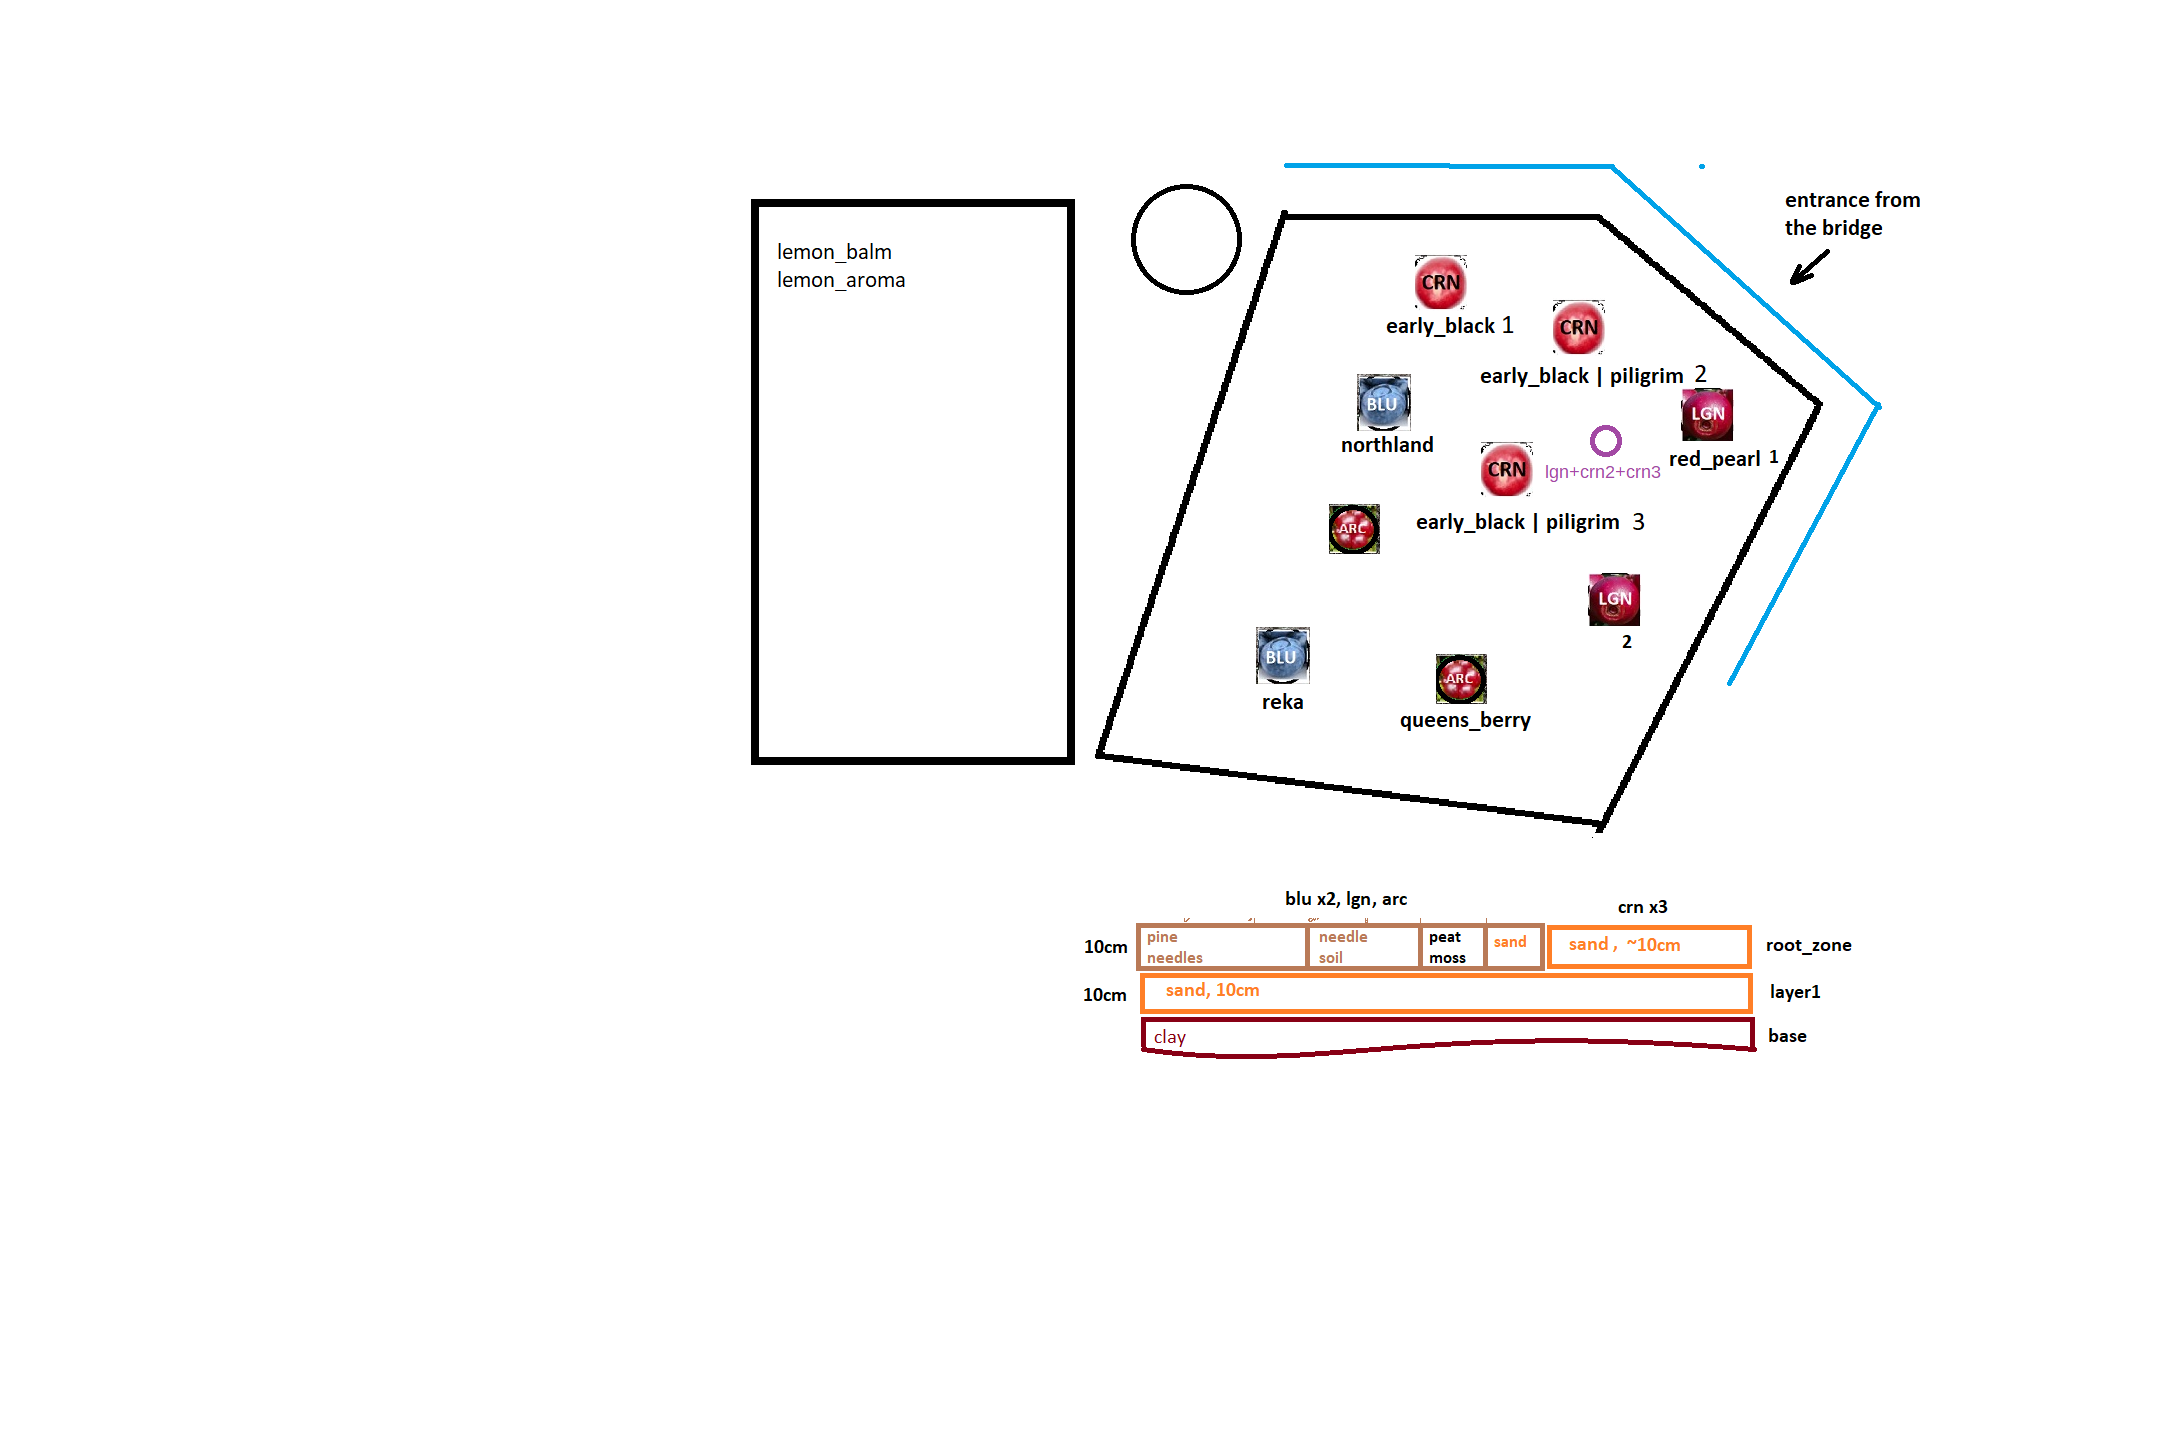 entrance from
the bridge
lemon_balm
lemon_aroma
CRN
early_black 1
CRN
early_black | piligrim 2
BLU
northland
LGN
red_pearl 1
CRN
lgn+crn2+crn3
early_black | piligrim 3
ARC
LGN
2
BLU
reka
ARC
queens_berry
blu x2, lgn, arc
crn x3
10cm
pine
needles
needle
soil
peat
moss
sand
sand , ~10cm
root_zone
10cm
sand, 10cm
layer1
clay
base